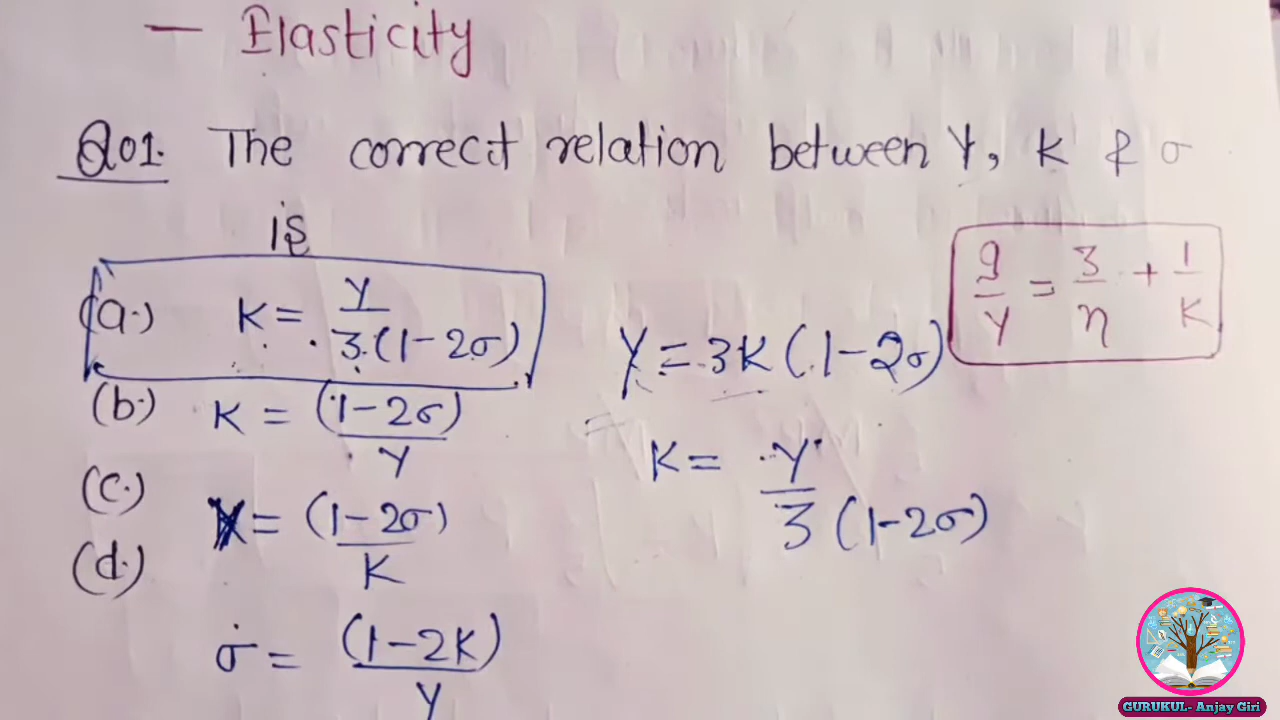 — Elasticity
Q01. The correct relation between Y, K & σ
is
(a.) K = Y / 3(1-2σ)
(b.) K = (1-2σ) / Y
(c.) Y = (1-2σ) / K
(d.) σ = (1-2K) / Y
9/Y = 3/η + 1/K
Y = 3K(1-2σ)
K = Y / 3(1-2σ)
GURUKUL- Anjay Giri